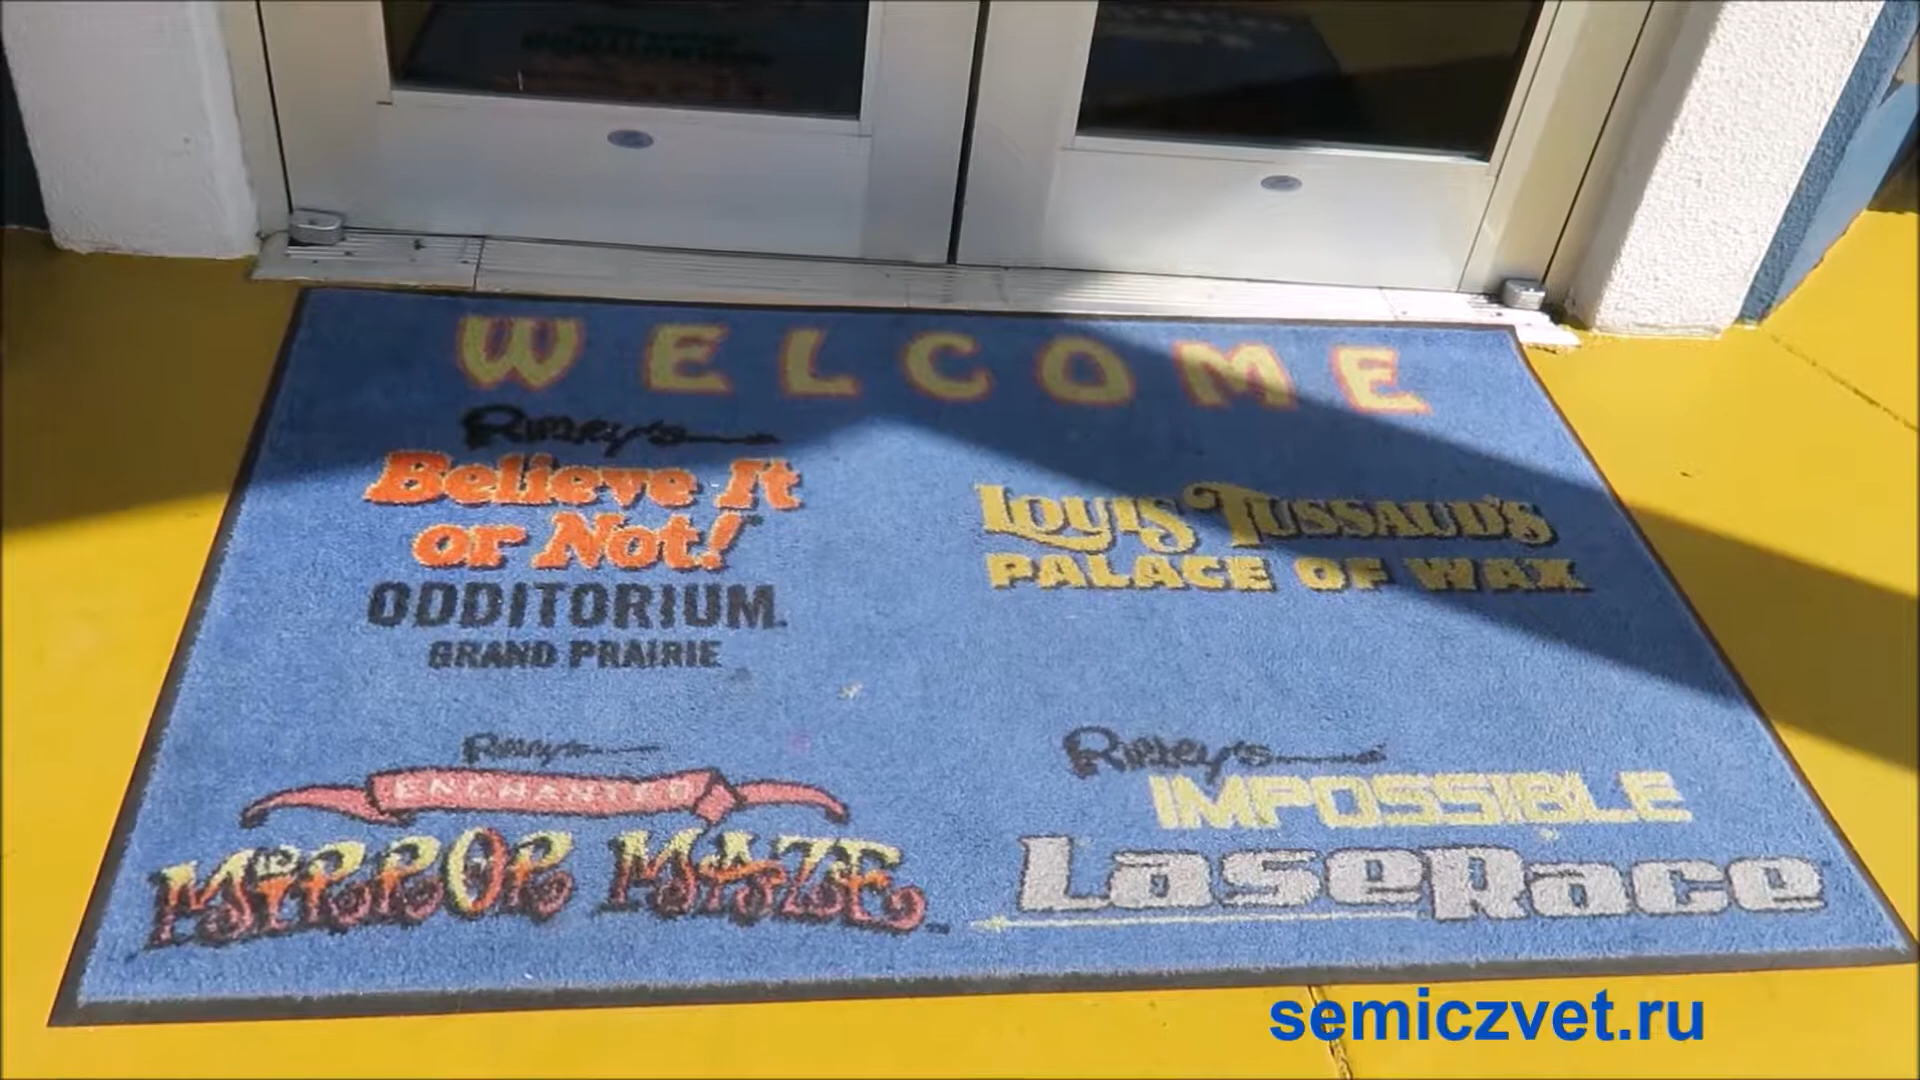 WELCOME
Ripley's
Believe It
or Not!
ODDITORIUM
GRAND PRAIRIE
Louis Tussaud's
PALACE OF WAX
Ripley's
ENCHANTED
MIRROR MAZE
Ripley's
IMPOSSIBLE
LaseRace
semiczvet.ru